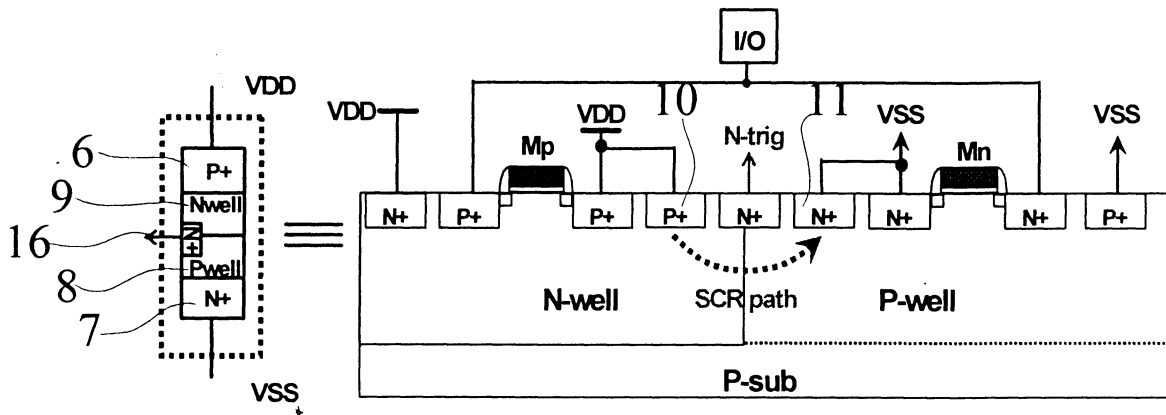 I/O
VDD
10
11
VDD
VDD
N-trig
VSS
VSS
Mp
Mn
6
P+
9
Nwell
N+
16
8
Pwell
7
N+
VSS
N+
P+
P+
P+
N+
N+
N+
N+
P+
N-well
SCR path
P-well
P-sub